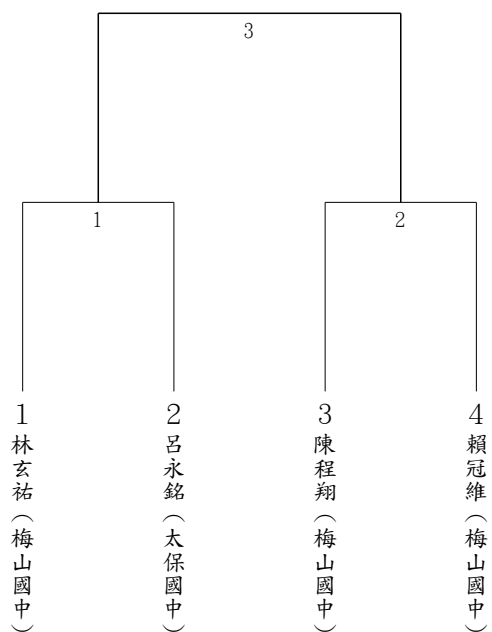 3
1
2
1 林玄祐（梅山國中）
2 呂永銘（太保國中）
3 陳程翔（梅山國中）
4 賴冠維（梅山國中）